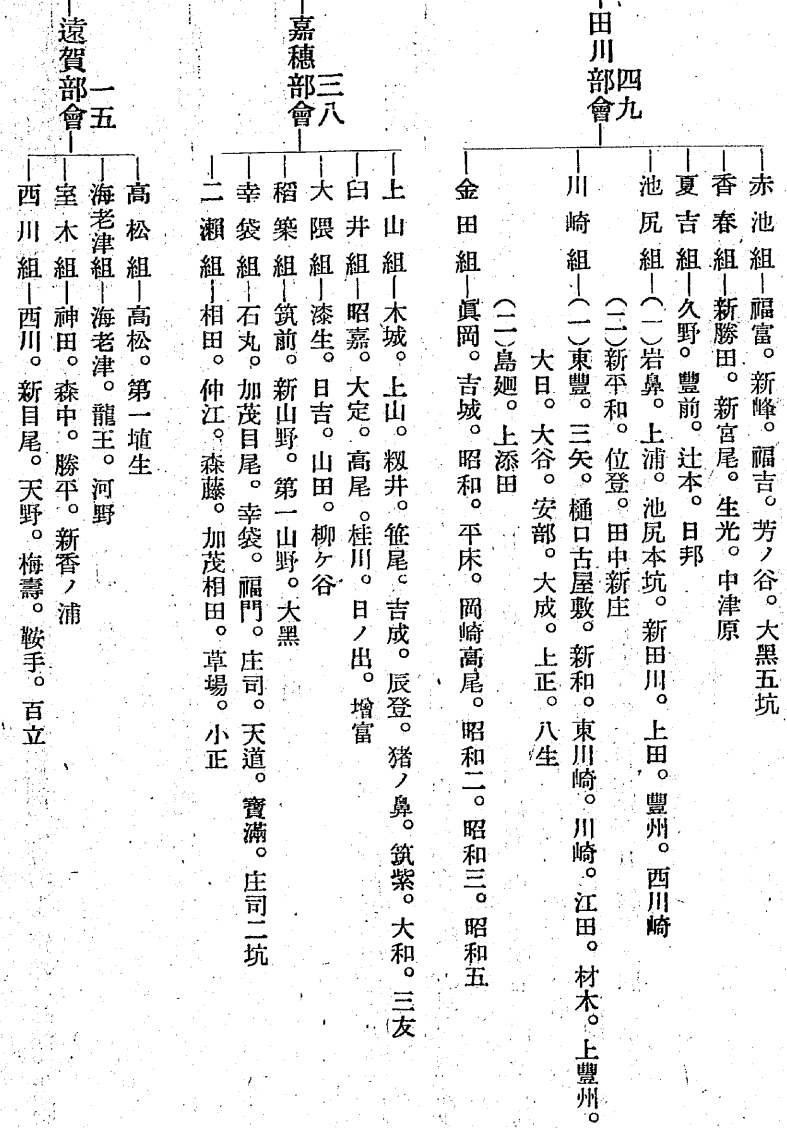 田川部會 四九
赤池組―福富。新峰。福吉。芳ノ谷。大黑五坑
香春組―新勝田。新宮尾。生光。中津原
夏吉組―久野。豐前。辻本。日邦
池尻組―(一)岩鼻。上浦。池尻本坑。新田川。上田。豐州。西川崎
(二)新平和。位登。田中新庄
川崎組―(一)東豐。三矢。樋口古屋敷。新和。東川崎。川崎。江田。材木。上豐州。
大日。大谷。安部。大成。上正。八生
(二)島廻。上添田
金田組―眞岡。吉城。昭和。平床。岡崎高尾。昭和二。昭和三。昭和五
嘉穗部會 三八
上山組―木城。上山。籾井。笹尾。吉成。辰登。猪ノ鼻。筑紫。大和。三友
臼井組―昭嘉。大定。高尾。桂川。日ノ出。增富
大隈組―漆生。日吉。山田。柳ケ谷
稻築組―筑前。新山野。第一山野。大黑
幸袋組―石丸。加茂目尾。幸袋。福門。庄司。天道。寶滿。庄司二坑
二瀨組―相田。仲江。森藤。加茂相田。草場。小正
遠賀部會 一五
高松組―高松。第一埴生
海老津組―海老津。龍王。河野
室木組―神田。森中。勝平。新香ノ浦
西川組―西川。新目尾。天野。梅壽。鞍手。百立